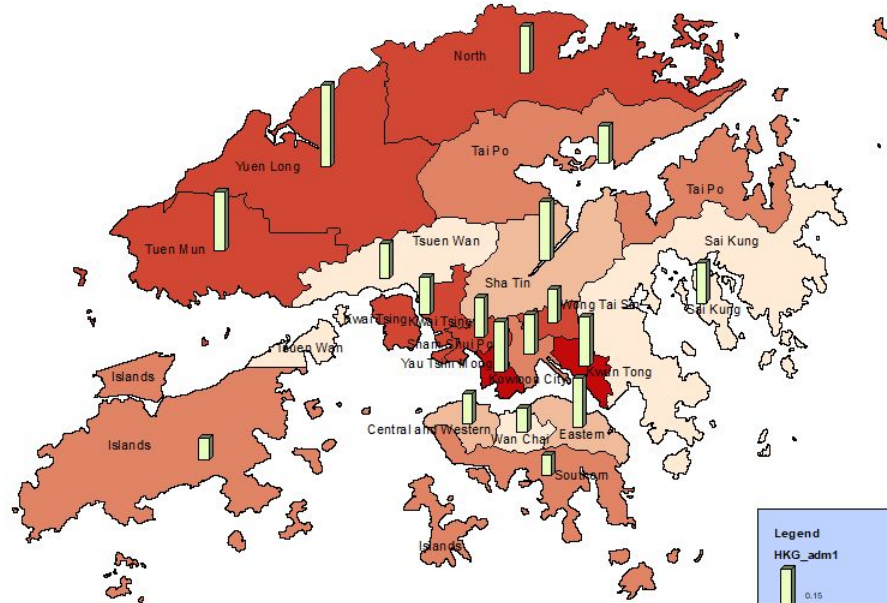 North
Tai Po
Yuen Long
Tai Po
Tuen Mun
Tsuen Wan
Sai Kung
Sha Tin
Wong Tai Sin
Sai Kung
Kwai Tsing
Kwai Tsing
Sham Shui Po
Tsuen Wan
Yau Tsim Mong
Kwun Tong
Islands
Kowloon City
Central and Western
Eastern
Wan Chai
Islands
Southern
Islands
Legend
HKG_adm1
0.15